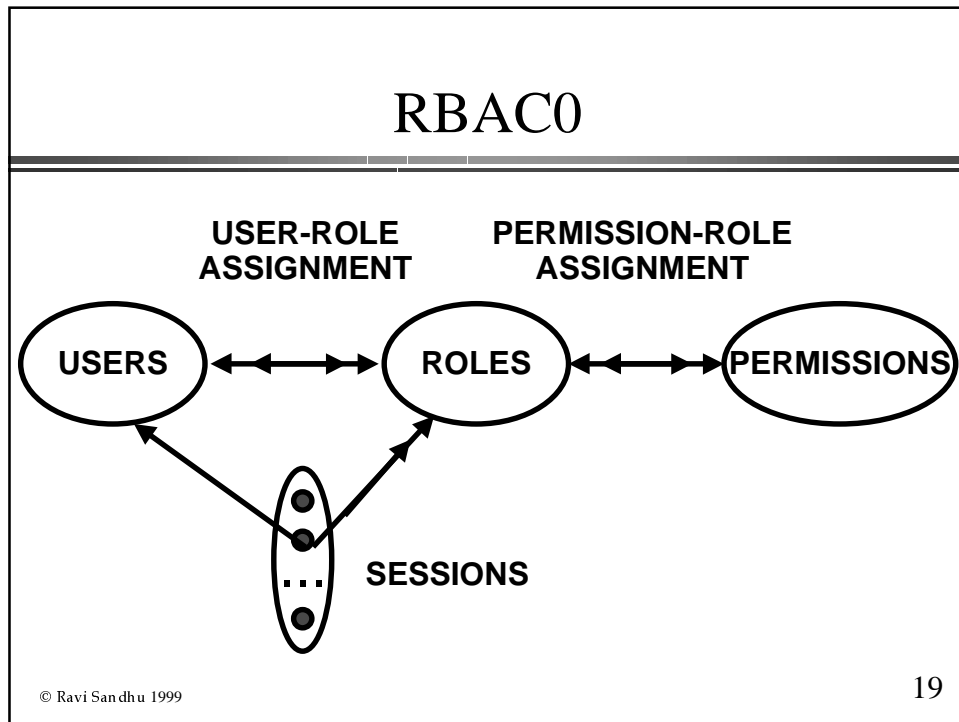 RBAC0
USER-ROLE
ASSIGNMENT
PERMISSION-ROLE
ASSIGNMENT
USERS
ROLES
PERMISSIONS
...
SESSIONS
© Ravi Sandhu 1999
19